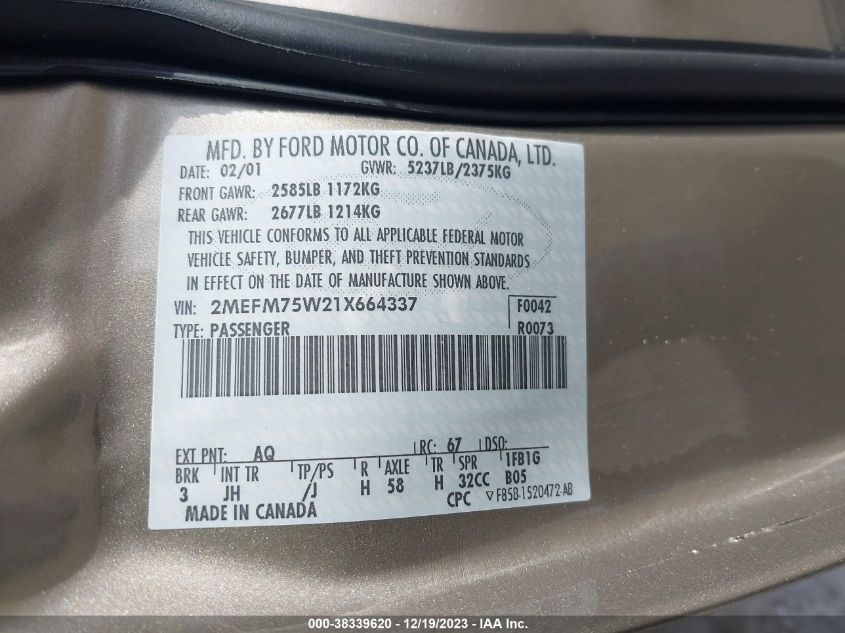 MFD. BY FORD MOTOR CO. OF CANADA, LTD.
DATE: 02/01 GVWR: 5237LB/2375KG
FRONT GAWR: 2585LB 1172KG
REAR GAWR: 2677LB 1214KG
THIS VEHICLE CONFORMS TO ALL APPLICABLE FEDERAL MOTOR
VEHICLE SAFETY, BUMPER, AND THEFT PREVENTION STANDARDS
IN EFFECT ON THE DATE OF MANUFACTURE SHOWN ABOVE.
VIN: 2MEFM75W21X664337 F0042
TYPE: PASSENGER R0073
EXT PNT: AQ RC: 67 DSO:
BRK INT TR TP/PS R AXLE TR SPR 1FB1G
3 JH /J H 58 H 32CC B05
MADE IN CANADA CPC ▽F85B-1520472-AB
000-38339620 - 12/19/2023 - IAA Inc.